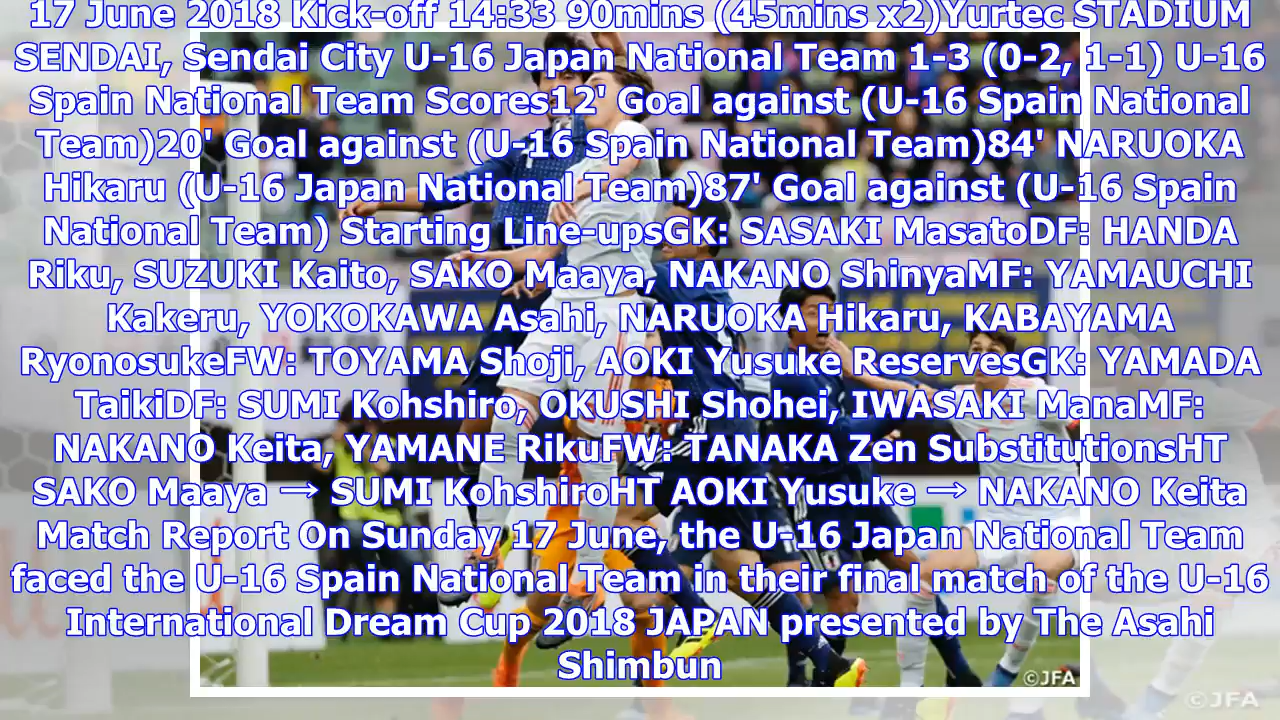 17 June 2018 Kick-off 14:33 90mins (45mins x2)Yurtec STADIUM
SENDAI, Sendai City U-16 Japan National Team 1-3 (0-2, 1-1) U-16
Spain National Team Scores12' Goal against (U-16 Spain National
Team)20' Goal against (U-16 Spain National Team)84' NARUOKA
Hikaru (U-16 Japan National Team)87' Goal against (U-16 Spain
National Team) Starting Line-upsGK: SASAKI MasatoDF: HANDA
Riku, SUZUKI Kaito, SAKO Maaya, NAKANO ShinyaMF: YAMAUCHI
Kakeru, YOKOKAWA Asahi, NARUOKA Hikaru, KABAYAMA
RyonosukeFW: TOYAMA Shoji, AOKI Yusuke ReservesGK: YAMADA
TaikiDF: SUMI Kohshiro, OKUSHI Shohei, IWASAKI ManaMF:
NAKANO Keita, YAMANE RikuFW: TANAKA Zen SubstitutionsHT
SAKO Maaya → SUMI KohshiroHT AOKI Yusuke → NAKANO Keita
Match Report On Sunday 17 June, the U-16 Japan National Team
faced the U-16 Spain National Team in their final match of the U-16
International Dream Cup 2018 JAPAN presented by The Asahi
Shimbun
©JFA
©JFA